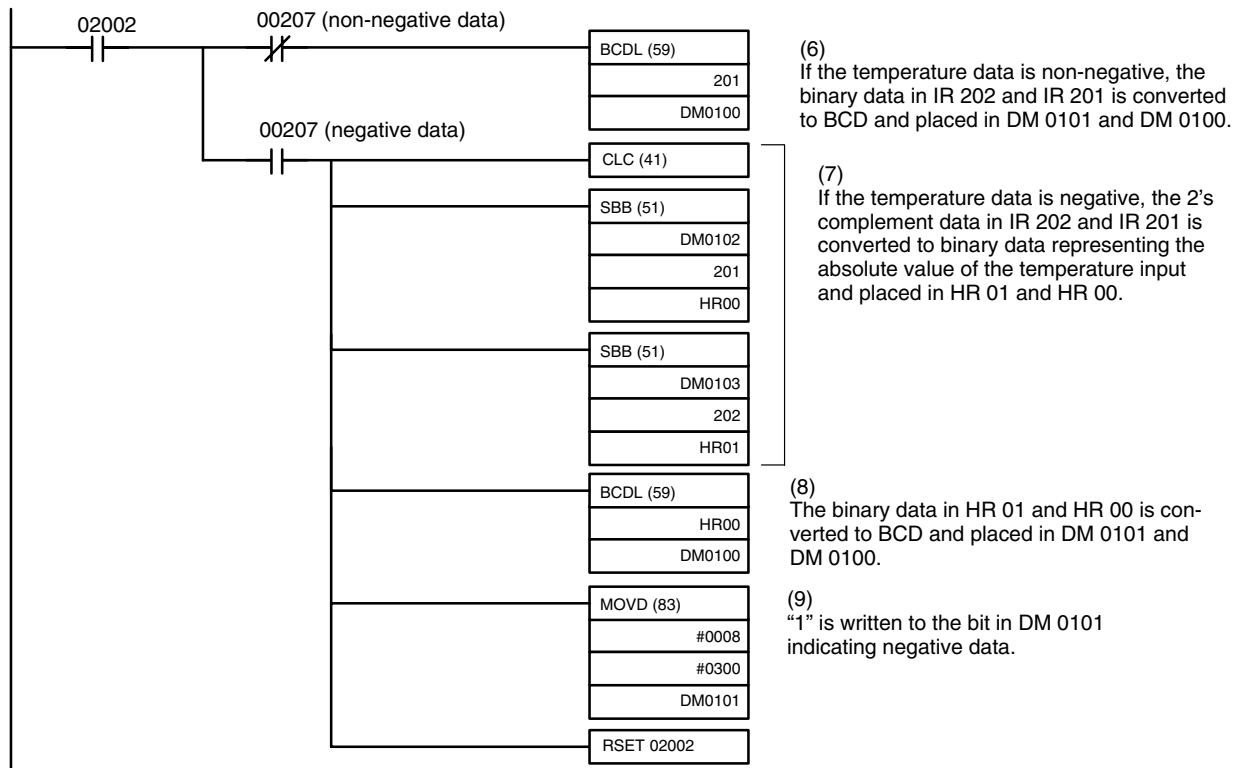 02002
00207 (non-negative data)
BCDL (59)
201
DM0100
(6)
If the temperature data is non-negative, the
binary data in IR 202 and IR 201 is converted
to BCD and placed in DM 0101 and DM 0100.
00207 (negative data)
CLC (41)
SBB (51)
DM0102
201
HR00
SBB (51)
DM0103
202
HR01
(7)
If the temperature data is negative, the 2’s
complement data in IR 202 and IR 201 is
converted to binary data representing the
absolute value of the temperature input
and placed in HR 01 and HR 00.
BCDL (59)
HR00
DM0100
(8)
The binary data in HR 01 and HR 00 is con-
verted to BCD and placed in DM 0101 and
DM 0100.
MOVD (83)
#0008
#0300
DM0101
(9)
“1” is written to the bit in DM 0101
indicating negative data.
RSET 02002